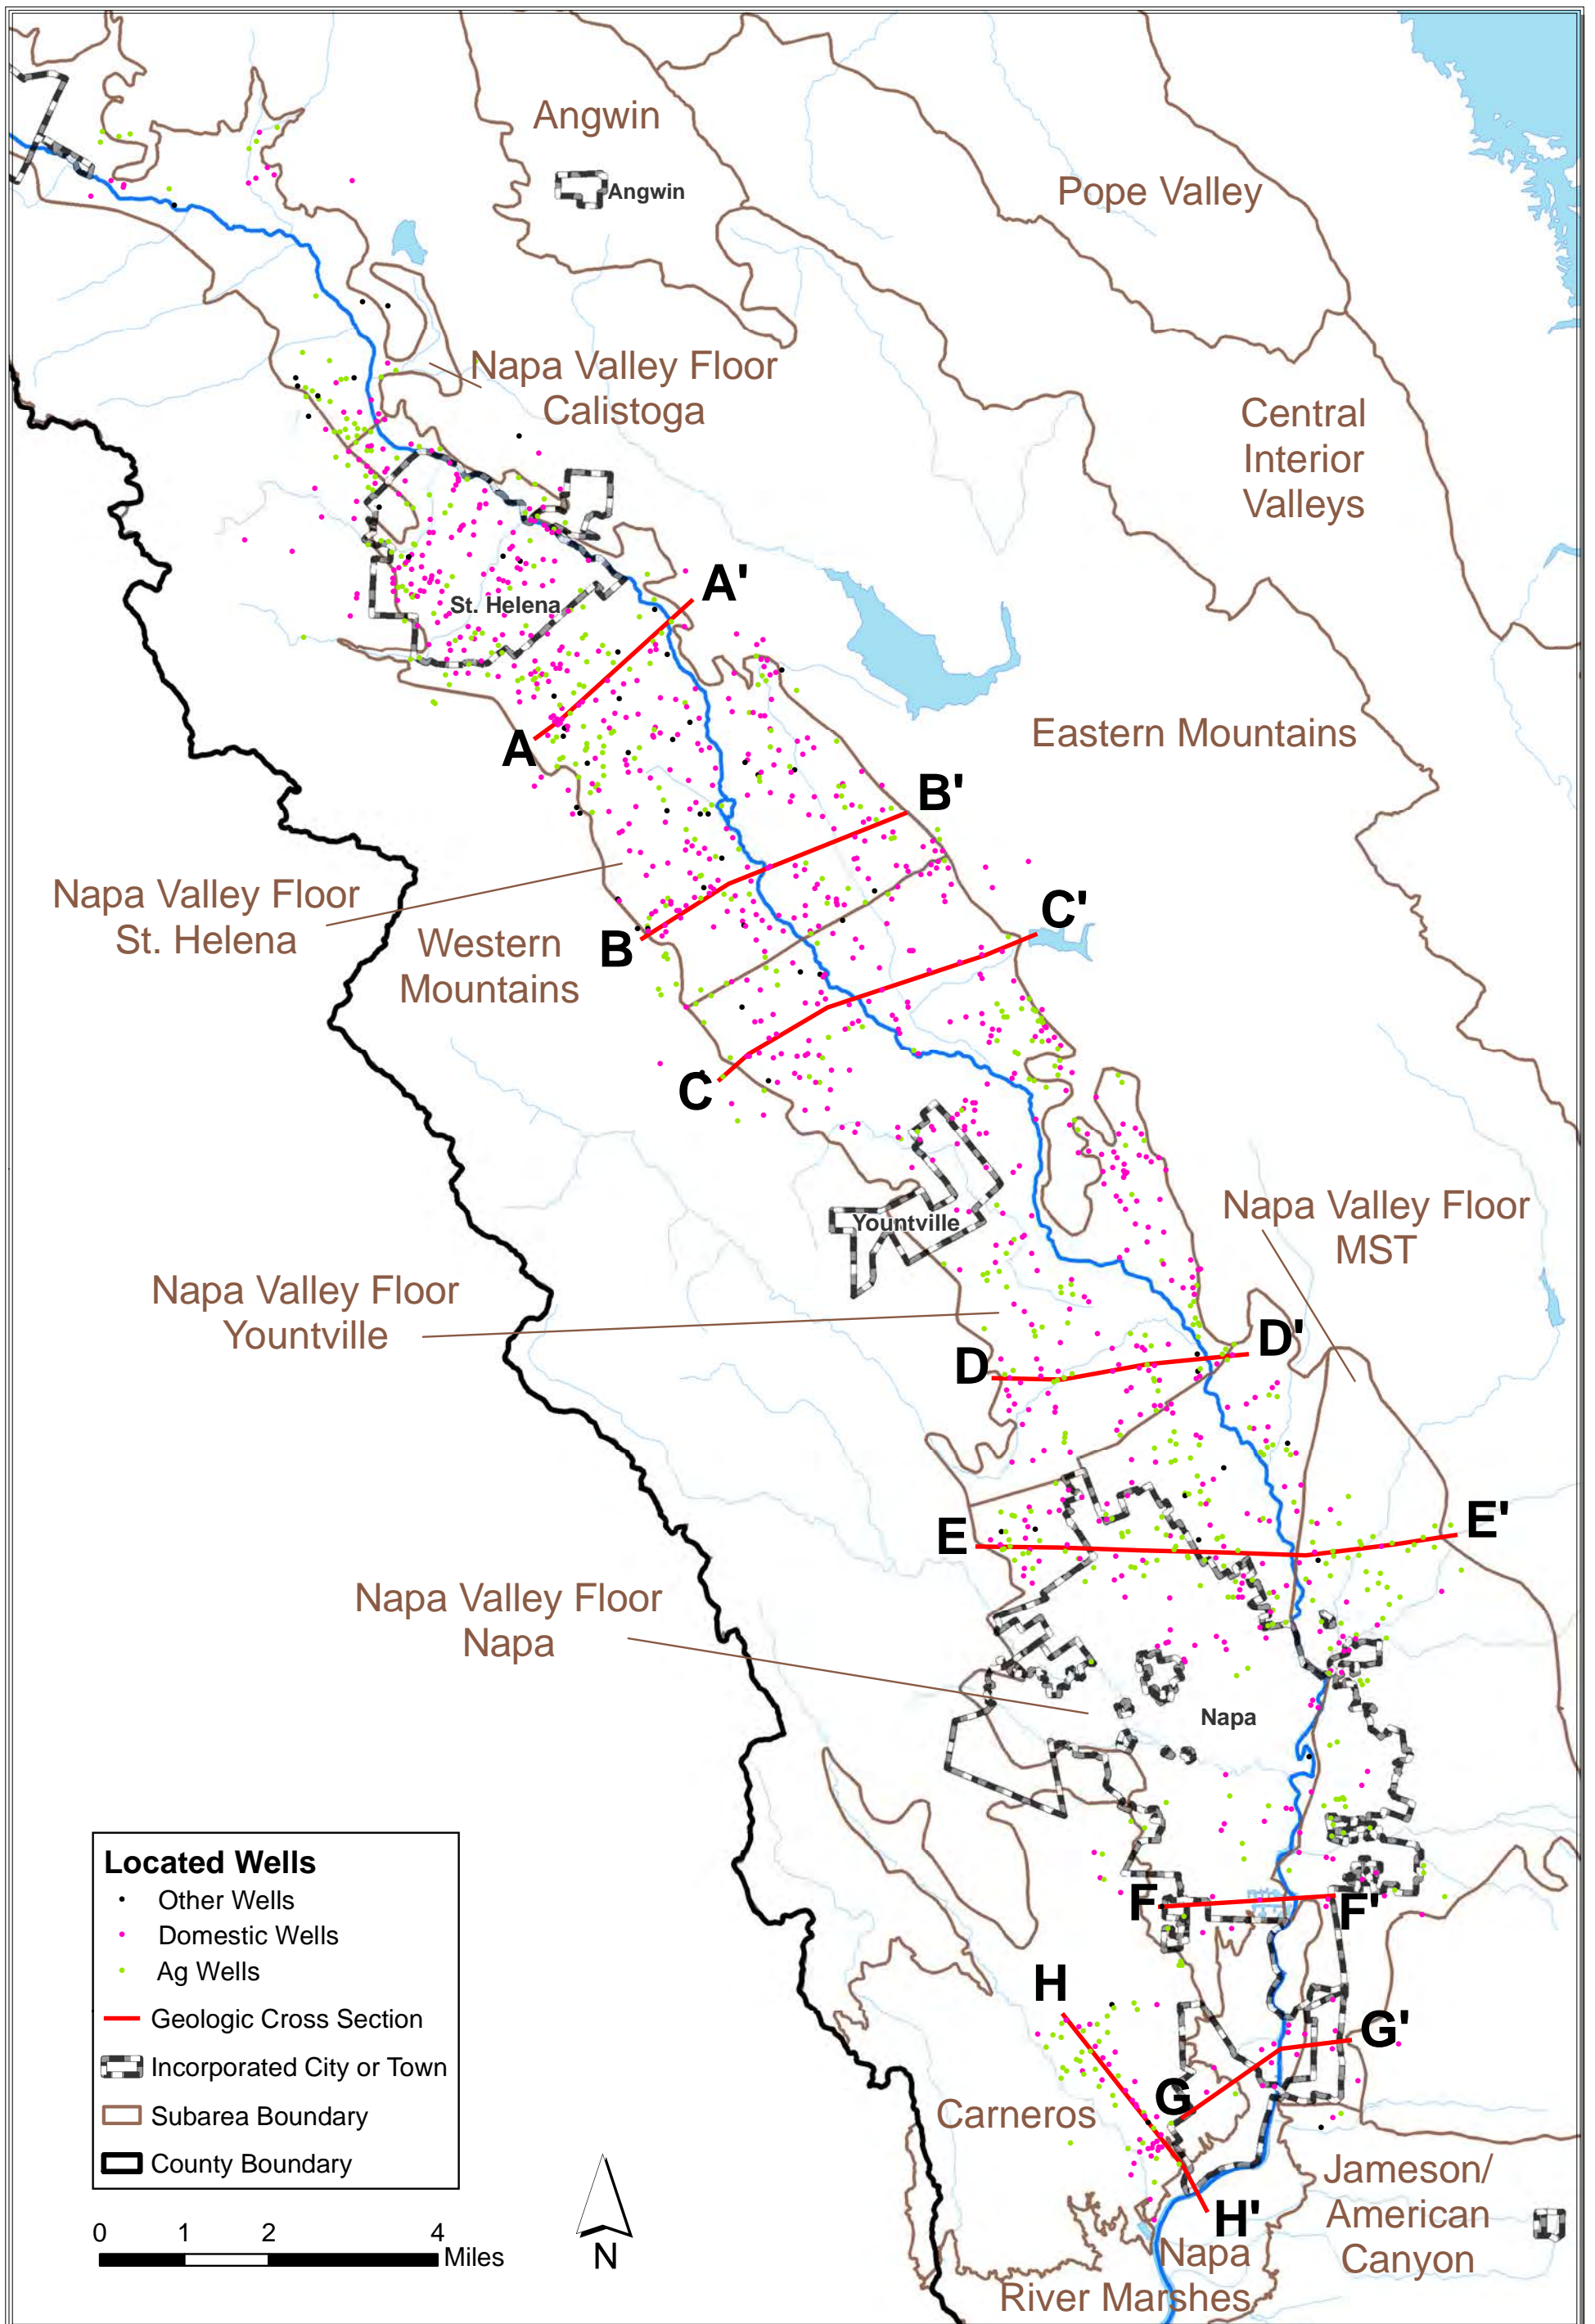 Angwin
Angwin
Pope Valley
Napa Valley Floor
Calistoga
Central
Interior
Valleys
A'
St. Helena
A
Eastern Mountains
B'
Napa Valley Floor
St. Helena
C'
Western
Mountains
B
C
Napa Valley Floor
MST
Yountville
Napa Valley Floor
Yountville
D'
D
E'
E
Napa Valley Floor
Napa
Napa
F
F'
H
G'
G
Carneros
H'
Jameson/
American
Canyon
Napa
River Marshes
Located Wells
Other Wells
Domestic Wells
Ag Wells
Geologic Cross Section
Incorporated City or Town
Subarea Boundary
County Boundary
0 1 2 4
Miles
N